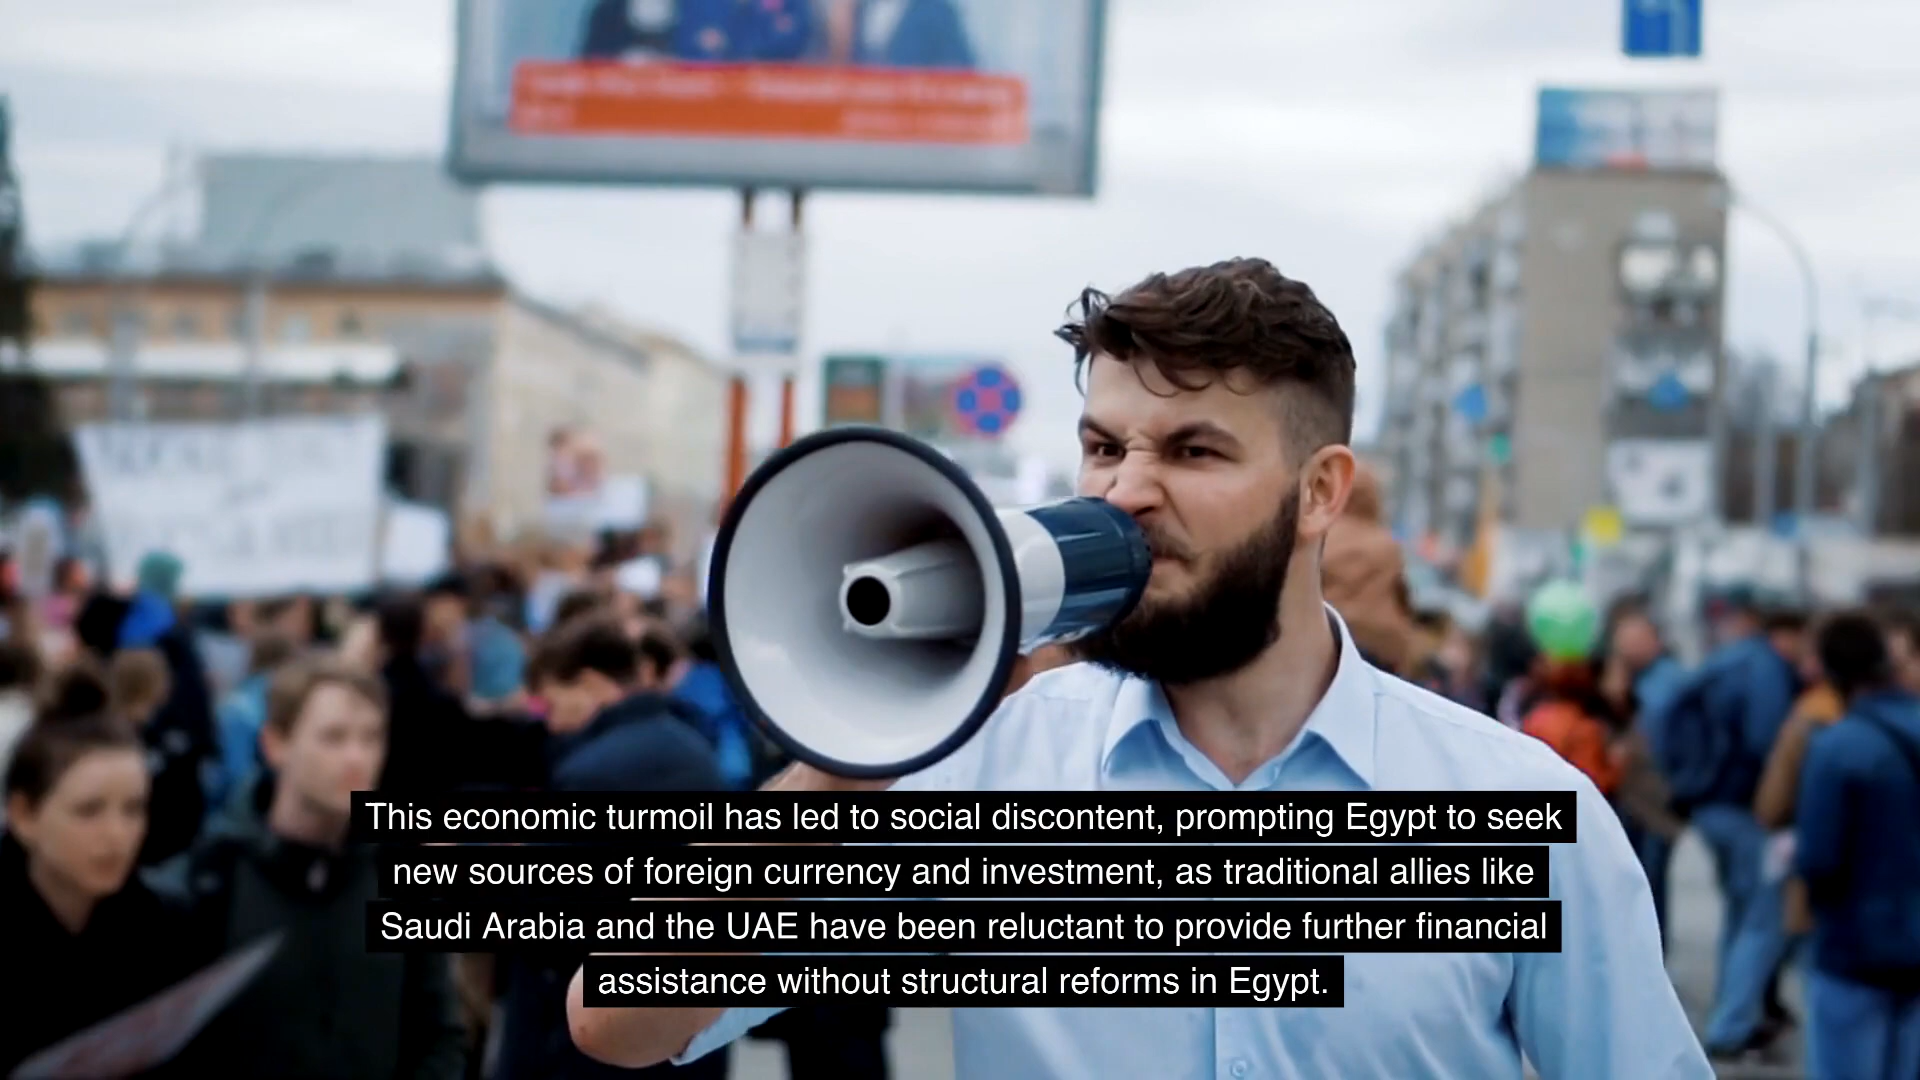 This economic turmoil has led to social discontent, prompting Egypt to seek
new sources of foreign currency and investment, as traditional allies like
Saudi Arabia and the UAE have been reluctant to provide further financial
assistance without structural reforms in Egypt.